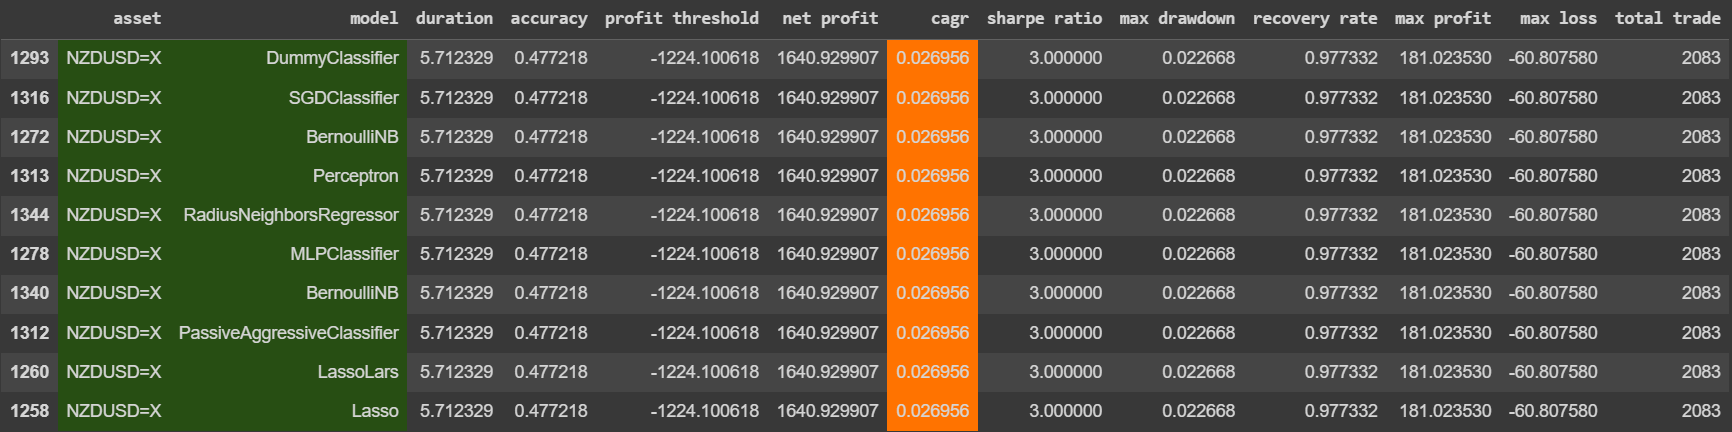 asset model duration accuracy profit threshold net profit cagr sharpe ratio max drawdown recovery rate max profit max loss total trade
1293 NZDUSD=X DummyClassifier 5.712329 0.477218 -1224.100618 1640.929907 0.026956 3.000000 0.022668 0.977332 181.023530 -60.807580 2083
1316 NZDUSD=X SGDClassifier 5.712329 0.477218 -1224.100618 1640.929907 0.026956 3.000000 0.022668 0.977332 181.023530 -60.807580 2083
1272 NZDUSD=X BernoulliNB 5.712329 0.477218 -1224.100618 1640.929907 0.026956 3.000000 0.022668 0.977332 181.023530 -60.807580 2083
1313 NZDUSD=X Perceptron 5.712329 0.477218 -1224.100618 1640.929907 0.026956 3.000000 0.022668 0.977332 181.023530 -60.807580 2083
1344 NZDUSD=X RadiusNeighborsRegressor 5.712329 0.477218 -1224.100618 1640.929907 0.026956 3.000000 0.022668 0.977332 181.023530 -60.807580 2083
1278 NZDUSD=X MLPClassifier 5.712329 0.477218 -1224.100618 1640.929907 0.026956 3.000000 0.022668 0.977332 181.023530 -60.807580 2083
1340 NZDUSD=X BernoulliNB 5.712329 0.477218 -1224.100618 1640.929907 0.026956 3.000000 0.022668 0.977332 181.023530 -60.807580 2083
1312 NZDUSD=X PassiveAggressiveClassifier 5.712329 0.477218 -1224.100618 1640.929907 0.026956 3.000000 0.022668 0.977332 181.023530 -60.807580 2083
1260 NZDUSD=X LassoLars 5.712329 0.477218 -1224.100618 1640.929907 0.026956 3.000000 0.022668 0.977332 181.023530 -60.807580 2083
1258 NZDUSD=X Lasso 5.712329 0.477218 -1224.100618 1640.929907 0.026956 3.000000 0.022668 0.977332 181.023530 -60.807580 2083